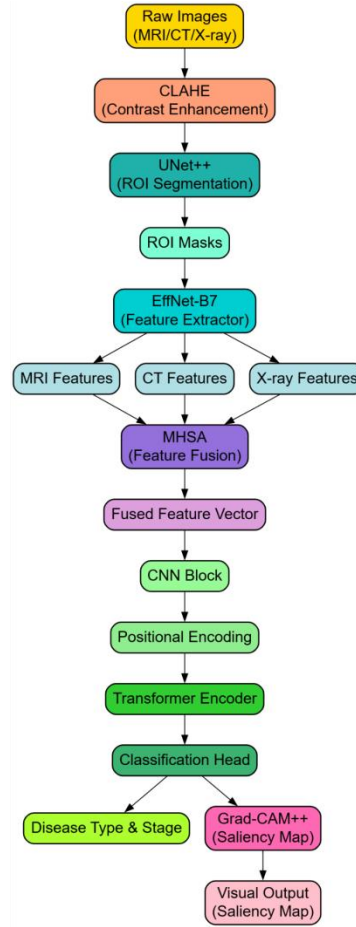 Raw Images
(MRI/CT/X-ray)
CLAHE
(Contrast Enhancement)
UNet++
(ROI Segmentation)
ROI Masks
EffNet-B7
(Feature Extractor)
MRI Features
CT Features
X-ray Features
MHSA
(Feature Fusion)
Fused Feature Vector
CNN Block
Positional Encoding
Transformer Encoder
Classification Head
Disease Type & Stage
Grad-CAM++
(Saliency Map)
Visual Output
(Saliency Map)